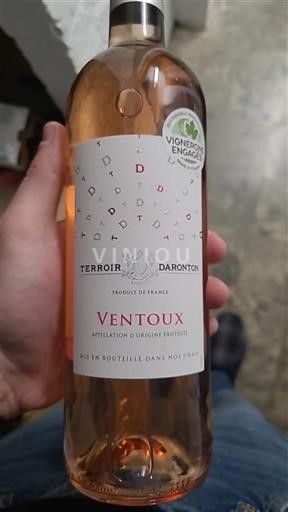 VIGNERONS
ENGAGÉS
VINIOU
TERROIR DARONTON
PRODUIT DE FRANCE
VENTOUX
APPELLATION D'ORIGINE PROTÉGÉE
MIS EN BOUTEILLE DANS NOS CHAIS